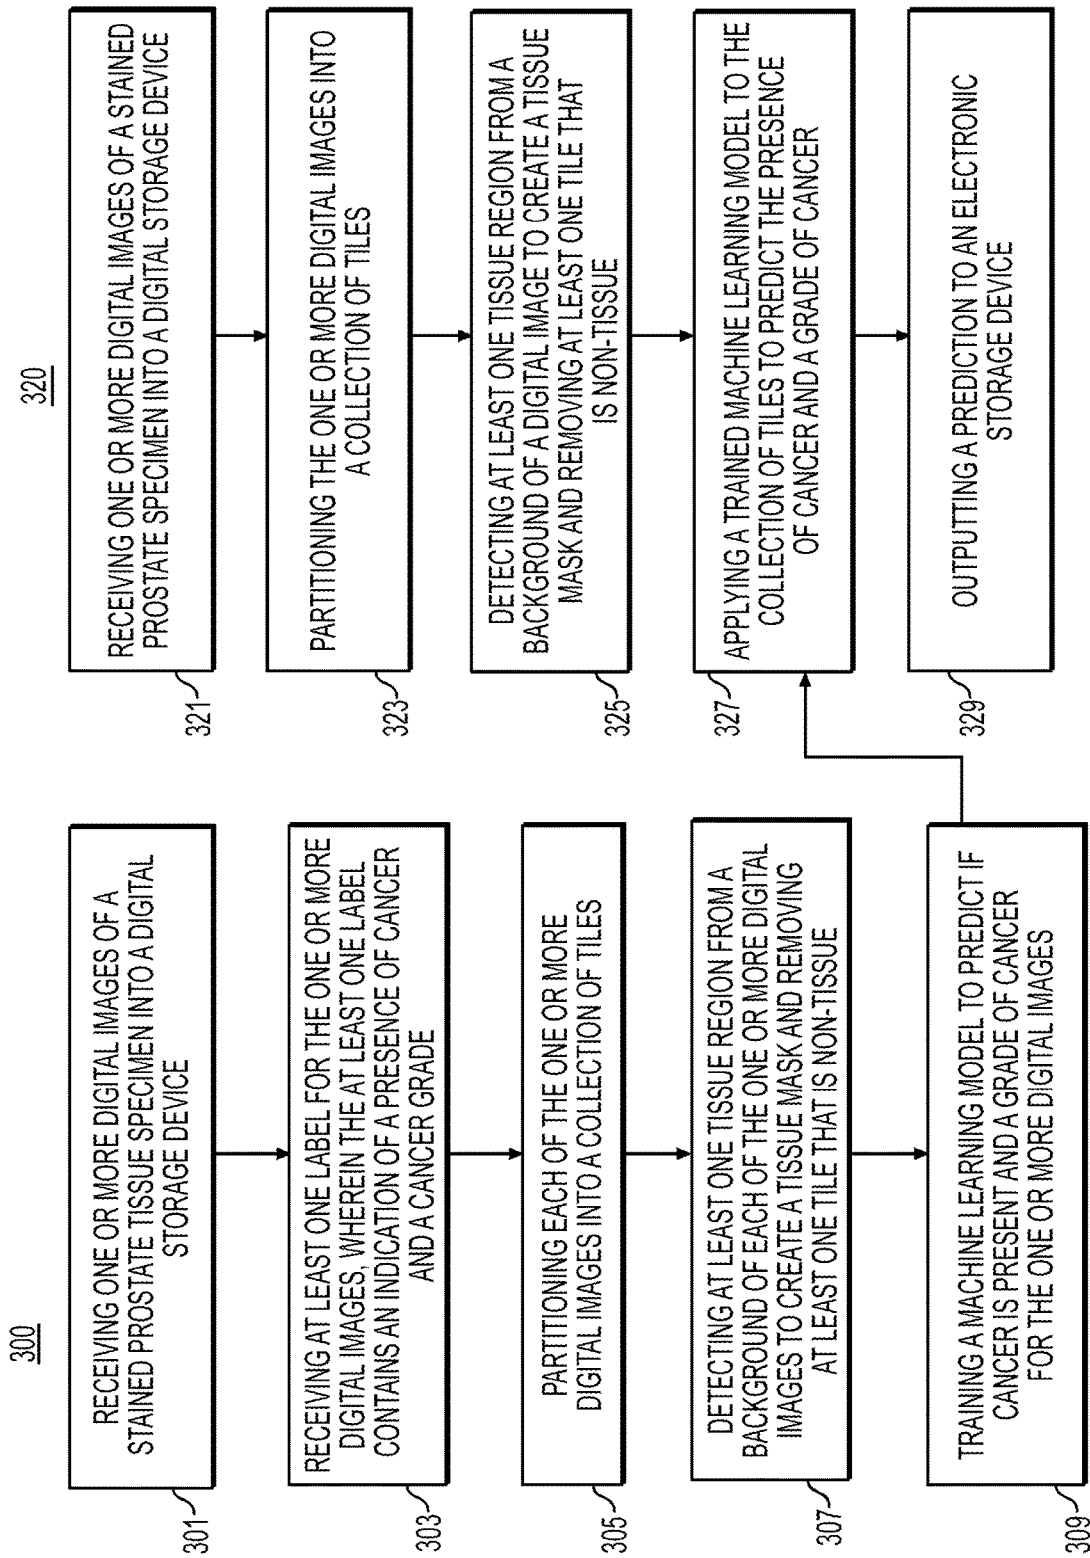 300
RECEIVING ONE OR MORE DIGITAL IMAGES OF A
STAINED PROSTATE TISSUE SPECIMEN INTO A DIGITAL
STORAGE DEVICE
301
RECEIVING AT LEAST ONE LABEL FOR THE ONE OR MORE
DIGITAL IMAGES, WHEREIN THE AT LEAST ONE LABEL
CONTAINS AN INDICATION OF A PRESENCE OF CANCER
AND A CANCER GRADE
303
PARTITIONING EACH OF THE ONE OR MORE
DIGITAL IMAGES INTO A COLLECTION OF TILES
305
DETECTING AT LEAST ONE TISSUE REGION FROM A
BACKGROUND OF EACH OF THE ONE OR MORE DIGITAL
IMAGES TO CREATE A TISSUE MASK AND REMOVING
AT LEAST ONE TILE THAT IS NON-TISSUE
307
TRAINING A MACHINE LEARNING MODEL TO PREDICT IF
CANCER IS PRESENT AND A GRADE OF CANCER
FOR THE ONE OR MORE DIGITAL IMAGES
309
320
RECEIVING ONE OR MORE DIGITAL IMAGES OF A STAINED
PROSTATE SPECIMEN INTO A DIGITAL STORAGE DEVICE
321
PARTITIONING THE ONE OR MORE DIGITAL IMAGES INTO
A COLLECTION OF TILES
323
DETECTING AT LEAST ONE TISSUE REGION FROM A
BACKGROUND OF A DIGITAL IMAGE TO CREATE A TISSUE
MASK AND REMOVING AT LEAST ONE TILE THAT
IS NON-TISSUE
325
APPLYING A TRAINED MACHINE LEARNING MODEL TO THE
COLLECTION OF TILES TO PREDICT THE PRESENCE
OF CANCER AND A GRADE OF CANCER
327
OUTPUTTING A PREDICTION TO AN ELECTRONIC
STORAGE DEVICE
329